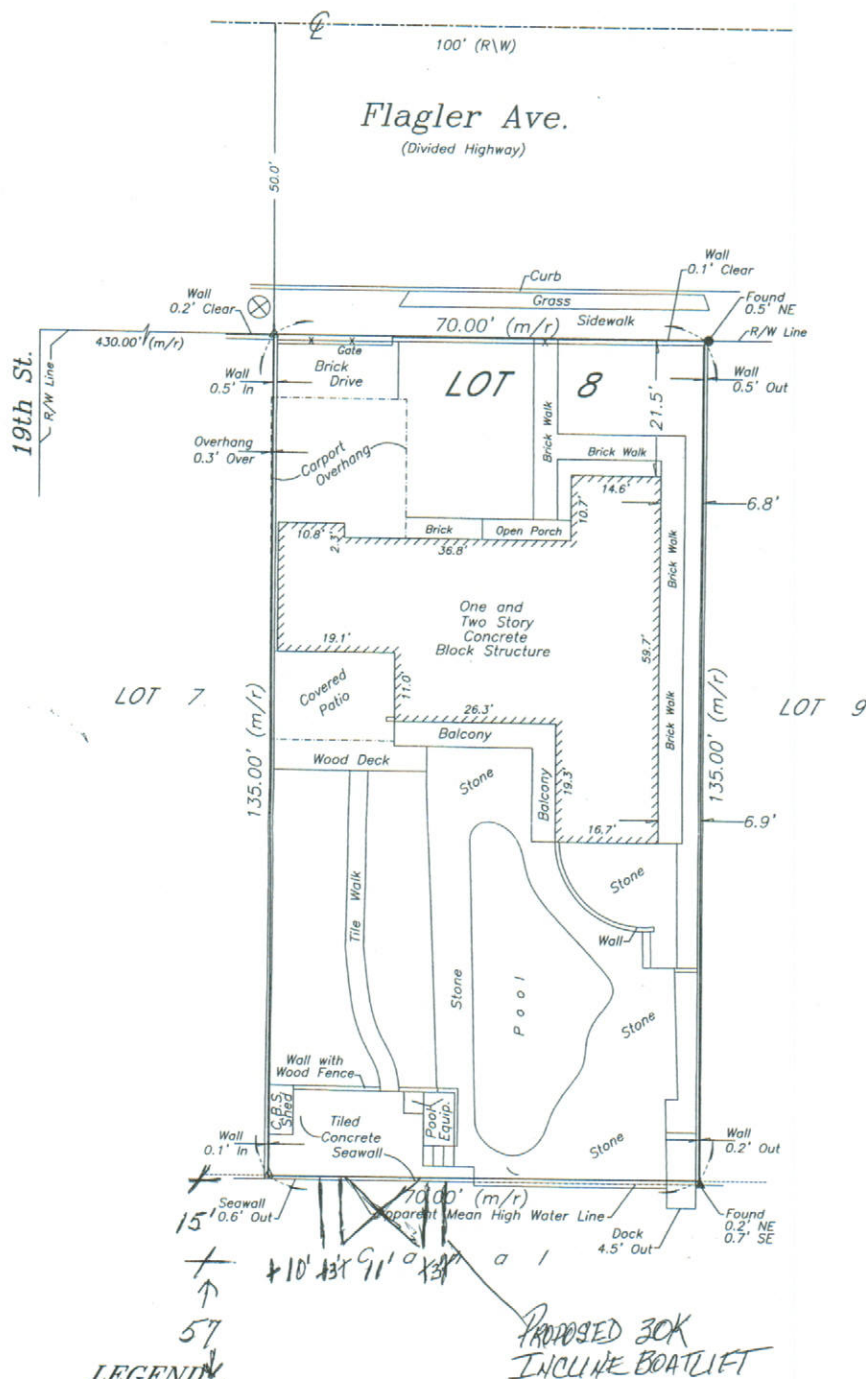 ℄
100' (R\W)
Flagler Ave.
(Divided Highway)
50.0'
Wall
0.1' Clear
Curb
Wall
0.2' Clear
Grass
Found
0.5' NE
70.00' (m/r)
Sidewalk
R/W Line
430.00' (m/r)
19th St.
R/W Line
Gate
Brick
Drive
Wall
0.5' In
LOT 8
21.5'
Wall
0.5' Out
Overhang
0.3' Over
Carport
Overhang
Brick Walk
Brick Walk
14.6'
6.8'
10.7'
10.8'
2.3'
Brick
Open Porch
36.8'
Brick Walk
One and
Two Story
Concrete
Block Structure
59.7'
19.1'
LOT 7
Covered
Patio
11.0'
26.3'
Brick Walk
135.00' (m/r)
LOT 9
Balcony
Wood Deck
Stone
Balcony
19.3'
135.00' (m/r)
16.7'
6.9'
Stone
Tile Walk
Wall
Stone
Pool
Stone
Wall with
Wood Fence
C.B.S.
Shed
Pool
Equip.
Tiled
Concrete
Seawall
Stone
Wall
0.1' In
Wall
0.2' Out
70.00' (m/r)
15'
Seawall
0.6' Out
Apparent Mean High Water Line
Found
0.2' NE
0.7' SE
Dock
4.5' Out
Canal
10' 3' 11' 3'
57
PROPOSED 30K
INCLINE BOATLIFT
LEGEND